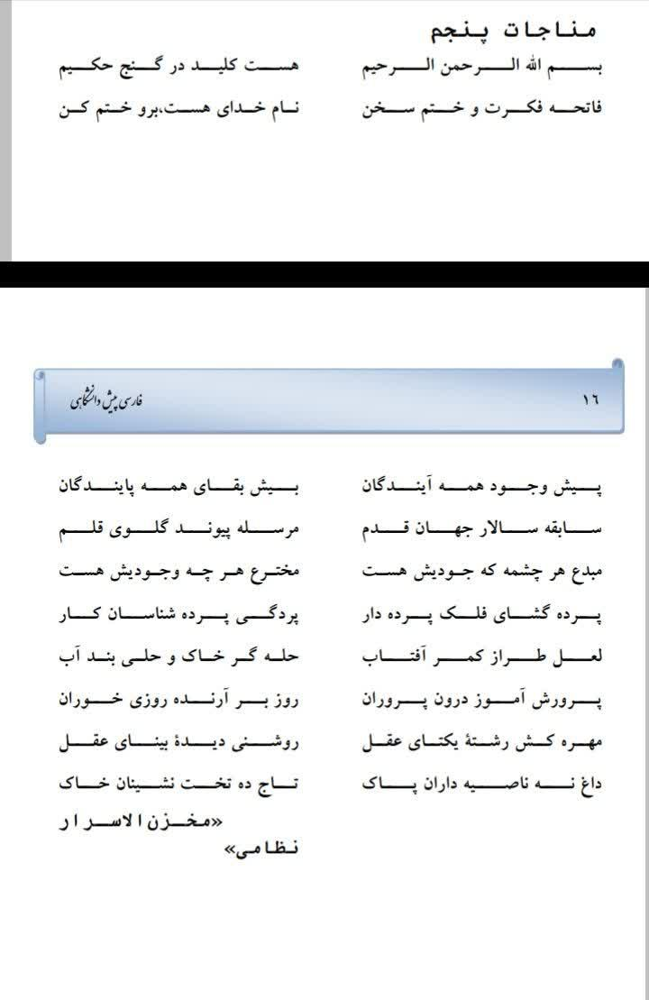 مناجات پنجم
بسم الله الرحمن الرحیم هست کلید در گنج حکیم
فاتحه فکرت و ختم سخن نام خدای هست،برو ختم کن
۱٦ فارسی پیش دانشگاهی
پیش وجود همه آیندگان بیش بقای همه پایندگان
سابقه سالار جهان قدم مرسله پیوند گلوی قلم
مبدع هر چشمه که جودیش هست مخترع هر چه وجودیش هست
پرده گشای فلک پرده دار پردگی پرده شناسان کار
لعل طراز کمر آفتاب حله گر خاک و حلی بند آب
پرورش آموز درون پروران روز بر آرنده روزی خوران
مهره کش رشتهٔ یکتای عقل روشنی دیدهٔ بینای عقل
داغ نه ناصیه داران پاک تاج ده تخت نشینان خاک
«مخزن الاسرار
نظامی»